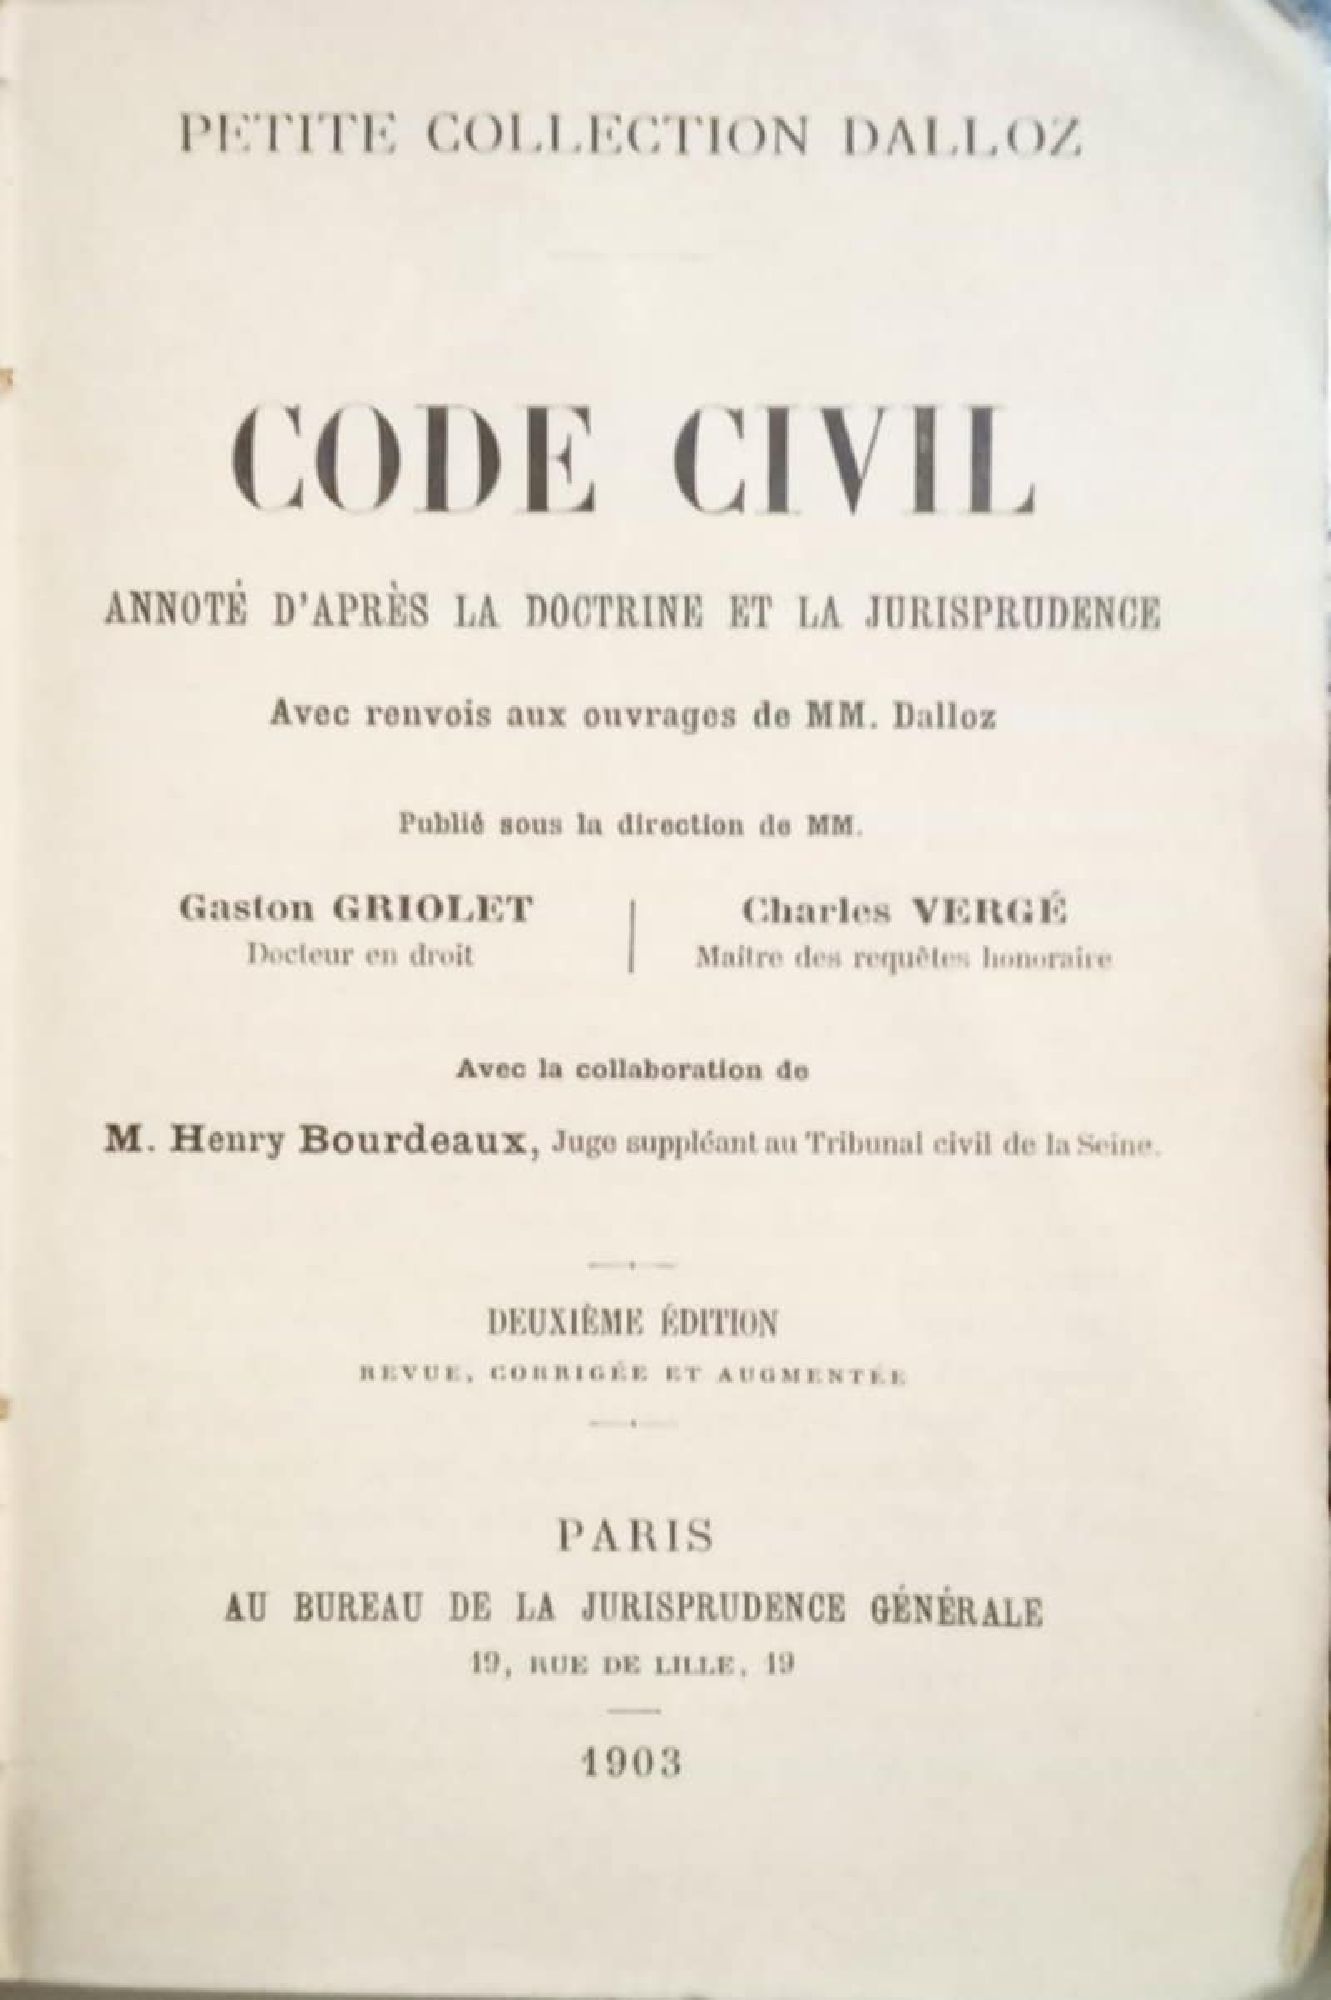 PETITE COLLECTION DALLOZ
CODE CIVIL
ANNOTÉ D'APRÈS LA DOCTRINE ET LA JURISPRUDENCE
Avec renvois aux ouvrages de MM. Dalloz
Publié sous la direction de MM.
Gaston GRIOLET
Docteur en droit
Charles VERGÉ
Maître des requêtes honoraire
Avec la collaboration de
M. Henry Bourdeaux, Juge suppléant au Tribunal civil de la Seine.
DEUXIÈME ÉDITION
REVUE, CORRIGÉE ET AUGMENTÉE
PARIS
AU BUREAU DE LA JURISPRUDENCE GÉNÉRALE
19, RUE DE LILLE, 19
1903